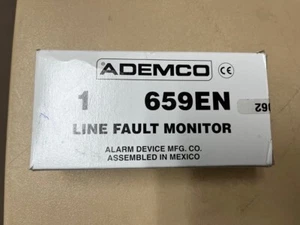 ADEMCO CE
1 659EN
LINE FAULT MONITOR
ALARM DEVICE MFG. CO.
ASSEMBLED IN MEXICO